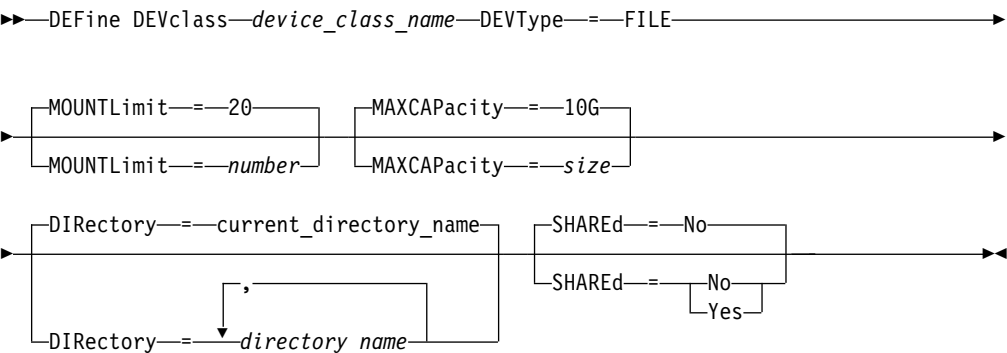 DEFine DEVclass device_class_name DEVType = FILE
MOUNTLimit = 20 MAXCAPacity = 10G
MOUNTLimit = number MAXCAPacity = size
DIRectory = current_directory_name SHAREd = No
, SHAREd = No
Yes
DIRectory = directory name